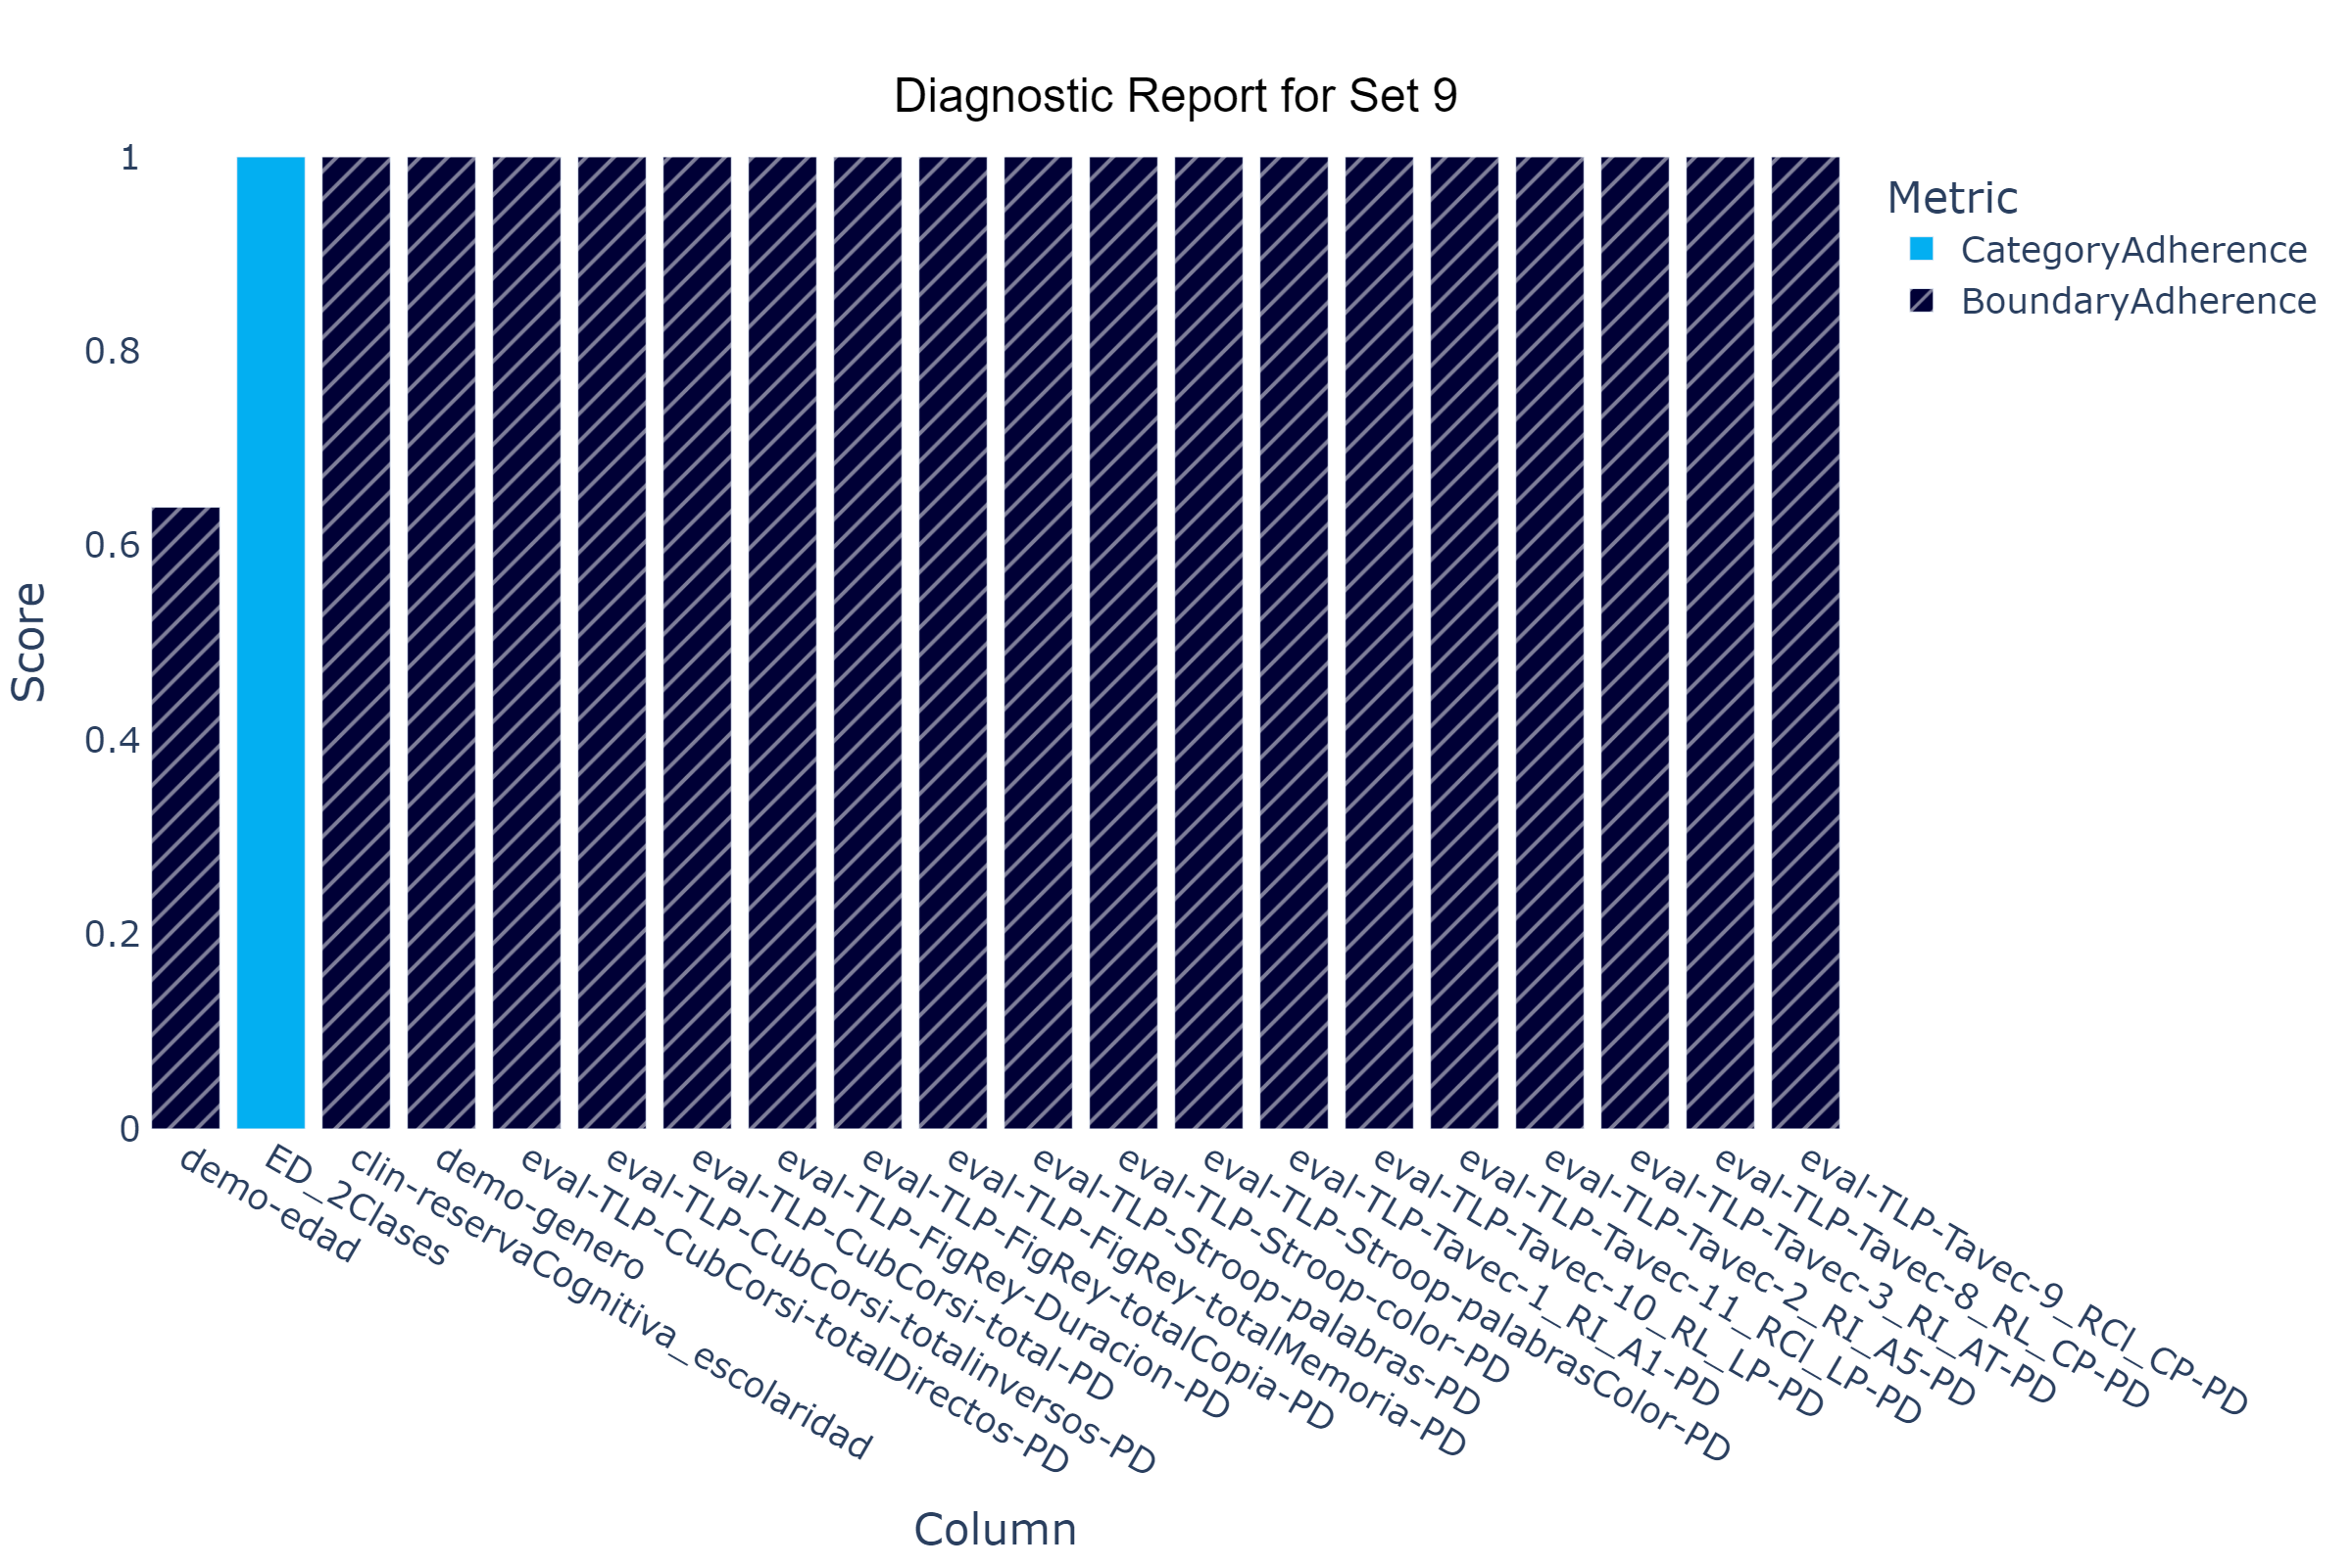 Diagnostic Report for Set 9
1
0.8
0.6
0.4
0.2
0
Score
Metric
CategoryAdherence
BoundaryAdherence
demo-edad
ED_2Clases
clin-reservaCognitiva_escolaridad
demo-genero
eval-TLP-CubCorsi-totalDirectos-PD
eval-TLP-CubCorsi-totalinversos-PD
eval-TLP-CubCorsi-total-PD
eval-TLP-FigRey-Duracion-PD
eval-TLP-FigRey-totalCopia-PD
eval-TLP-FigRey-totalMemoria-PD
eval-TLP-Stroop-palabras-PD
eval-TLP-Stroop-color-PD
eval-TLP-Stroop-palabrasColor-PD
eval-TLP-Tavec-1_RI_A1-PD
eval-TLP-Tavec-10_RL_LP-PD
eval-TLP-Tavec-11_RCl_LP-PD
eval-TLP-Tavec-2_RI_A5-PD
eval-TLP-Tavec-3_RI_AT-PD
eval-TLP-Tavec-8_RL_CP-PD
eval-TLP-Tavec-9_RCl_CP-PD
Column